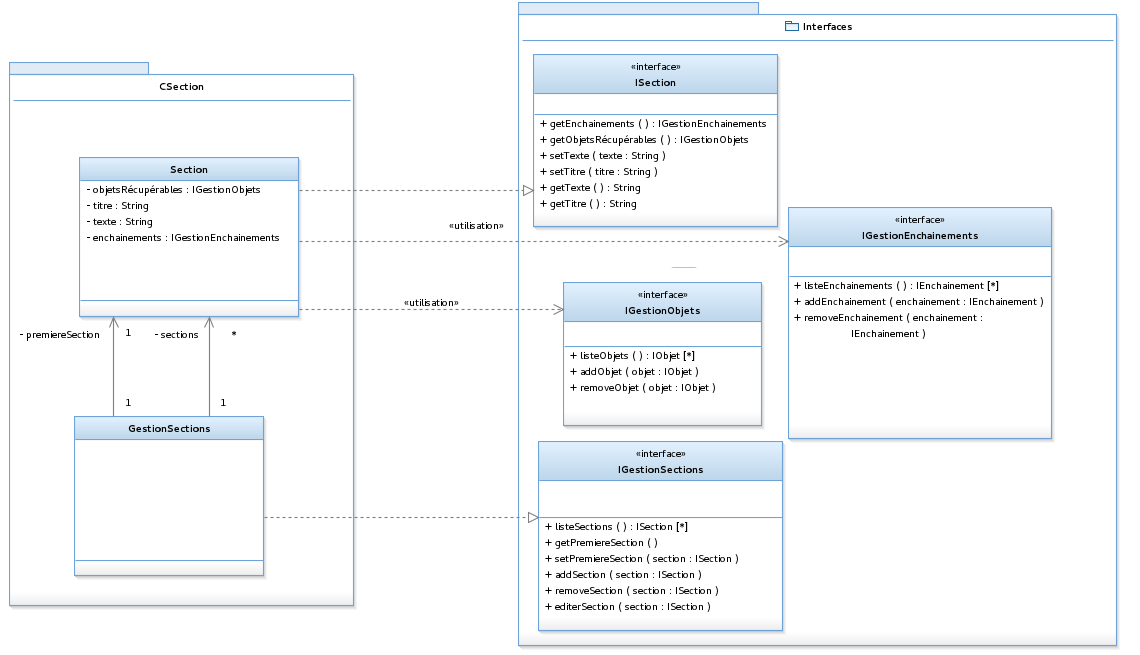 CSection
Section
- objetsRécupérables : IGestionObjets
- titre : String
- texte : String
- enchainements : IGestionEnchainements
- premiereSection
1
- sections
*
1
1
GestionSections
«utilisation»
«utilisation»
Interfaces
«interface»
ISection
+ getEnchainements ( ) : IGestionEnchainements
+ getObjetsRécupérables ( ) : IGestionObjets
+ setTexte ( texte : String )
+ setTitre ( titre : String )
+ getTexte ( ) : String
+ getTitre ( ) : String
«interface»
IGestionEnchainements
+ listeEnchainements ( ) : IEnchainement [*]
+ addEnchainement ( enchainement : IEnchainement )
+ removeEnchainement ( enchainement :
IEnchainement )
«interface»
IGestionObjets
+ listeObjets ( ) : IObjet [*]
+ addObjet ( objet : IObjet )
+ removeObjet ( objet : IObjet )
«interface»
IGestionSections
+ listeSections ( ) : ISection [*]
+ getPremiereSection ( )
+ setPremiereSection ( section : ISection )
+ addSection ( section : ISection )
+ removeSection ( section : ISection )
+ editerSection ( section : ISection )